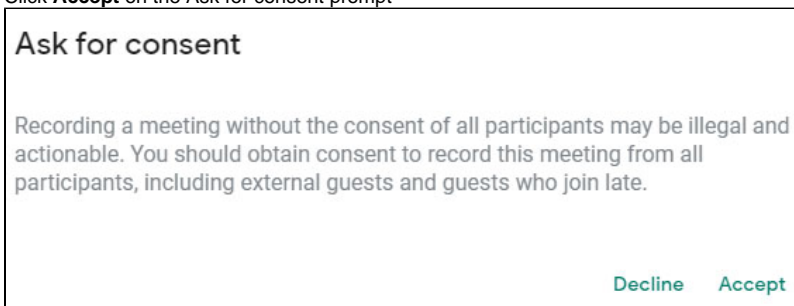 Click Accept on the Ask for consent prompt
Ask for consent
Recording a meeting without the consent of all participants may be illegal and
actionable. You should obtain consent to record this meeting from all
participants, including external guests and guests who join late.
Decline Accept